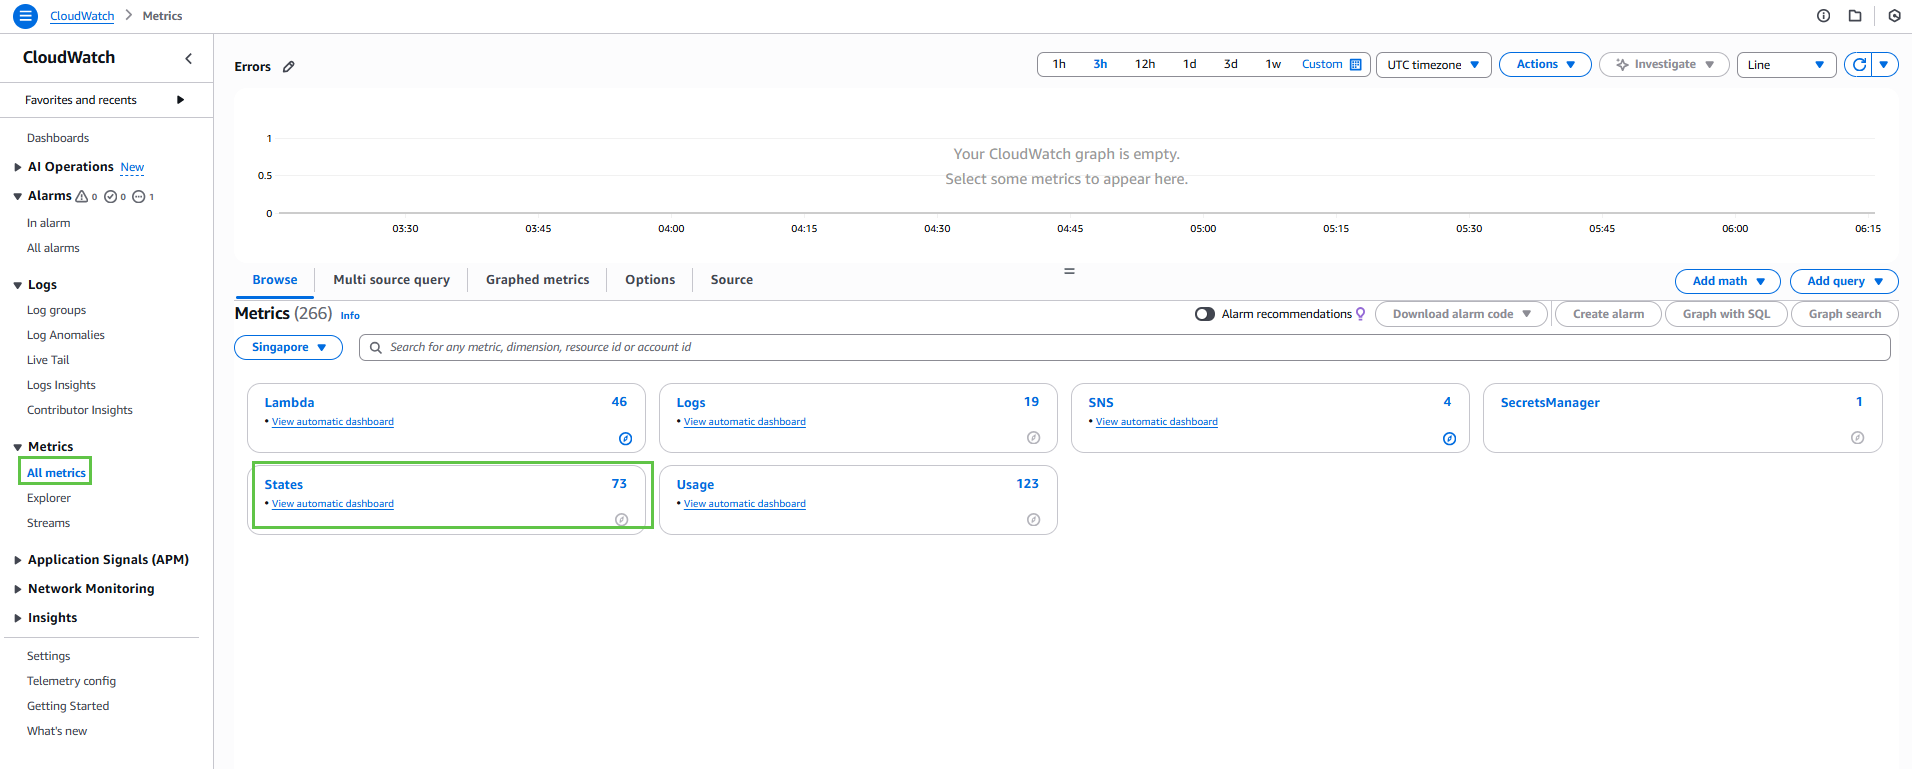 CloudWatch > Metrics
CloudWatch
Favorites and recents
Dashboards
AI Operations New
Alarms 0 0 1
In alarm
All alarms
Logs
Log groups
Log Anomalies
Live Tail
Logs Insights
Contributor Insights
Metrics
All metrics
Explorer
Streams
Application Signals (APM)
Network Monitoring
Insights
Settings
Telemetry config
Getting Started
What's new
Errors
1h 3h 12h 1d 3d 1w Custom UTC timezone Actions Investigate Line
1
0.5
0
Your CloudWatch graph is empty.
Select some metrics to appear here.
03:30 03:45 04:00 04:15 04:30 04:45 05:00 05:15 05:30 05:45 06:00 06:15
Browse Multi source query Graphed metrics Options Source Add math Add query
Metrics (266) Info Alarm recommendations Download alarm code Create alarm Graph with SQL Graph search
Singapore Search for any metric, dimension, resource id or account id
Lambda 46
• View automatic dashboard
Logs 19
• View automatic dashboard
SNS 4
• View automatic dashboard
SecretsManager 1
States 73
• View automatic dashboard
Usage 123
• View automatic dashboard